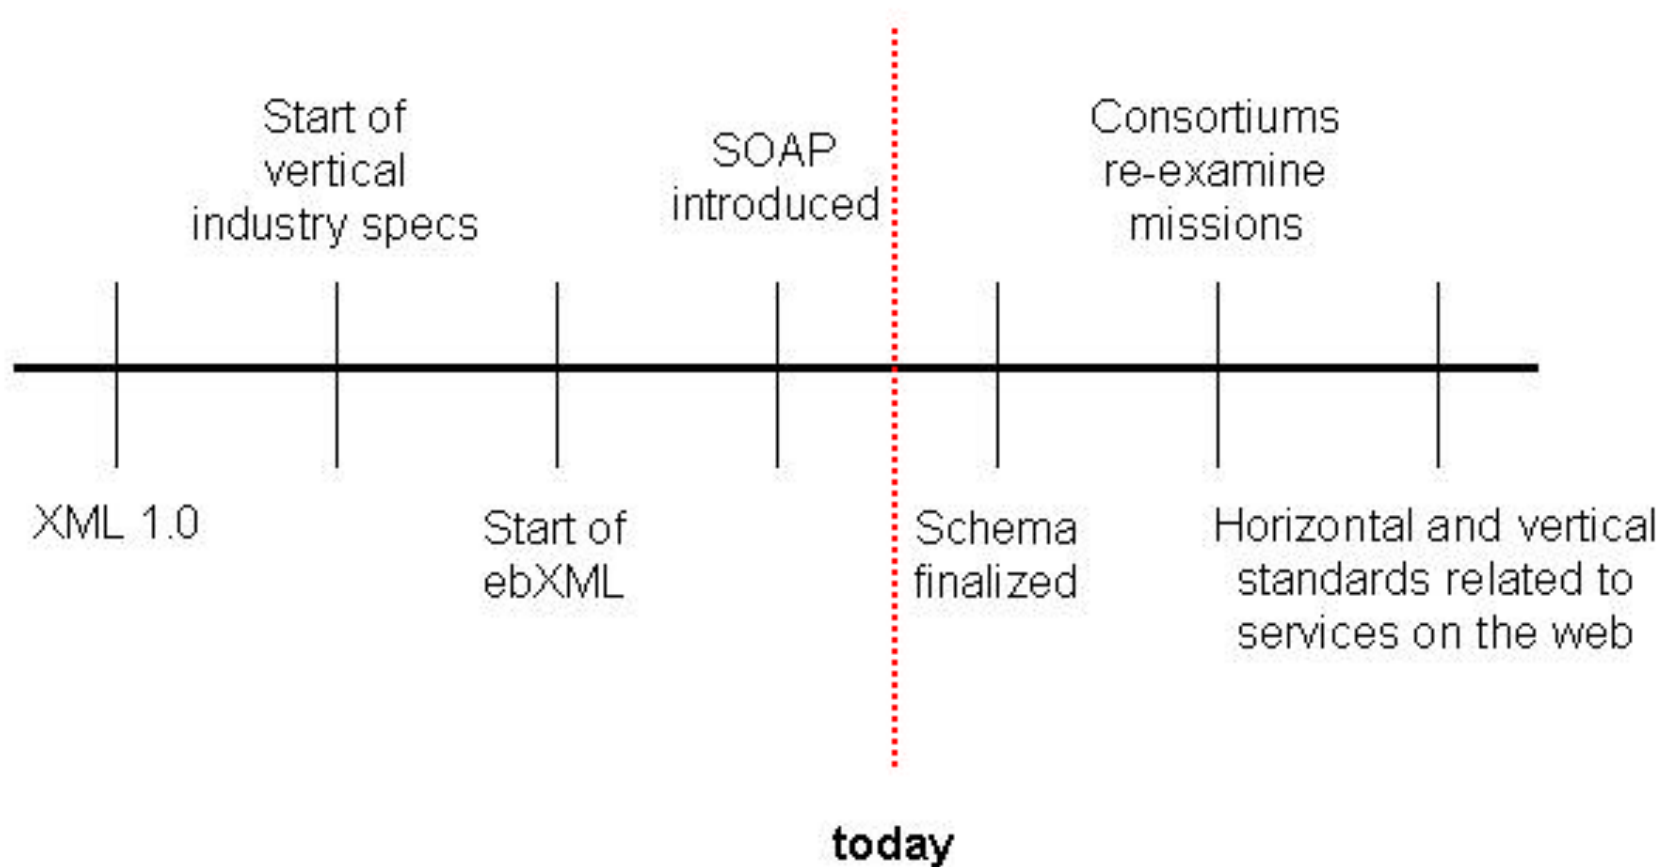 Start of
vertical
industry specs
SOAP
introduced
Consortiums
re-examine
missions
XML 1.0
Start of
ebXML
Schema
finalized
Horizontal and vertical
standards related to
services on the web
today